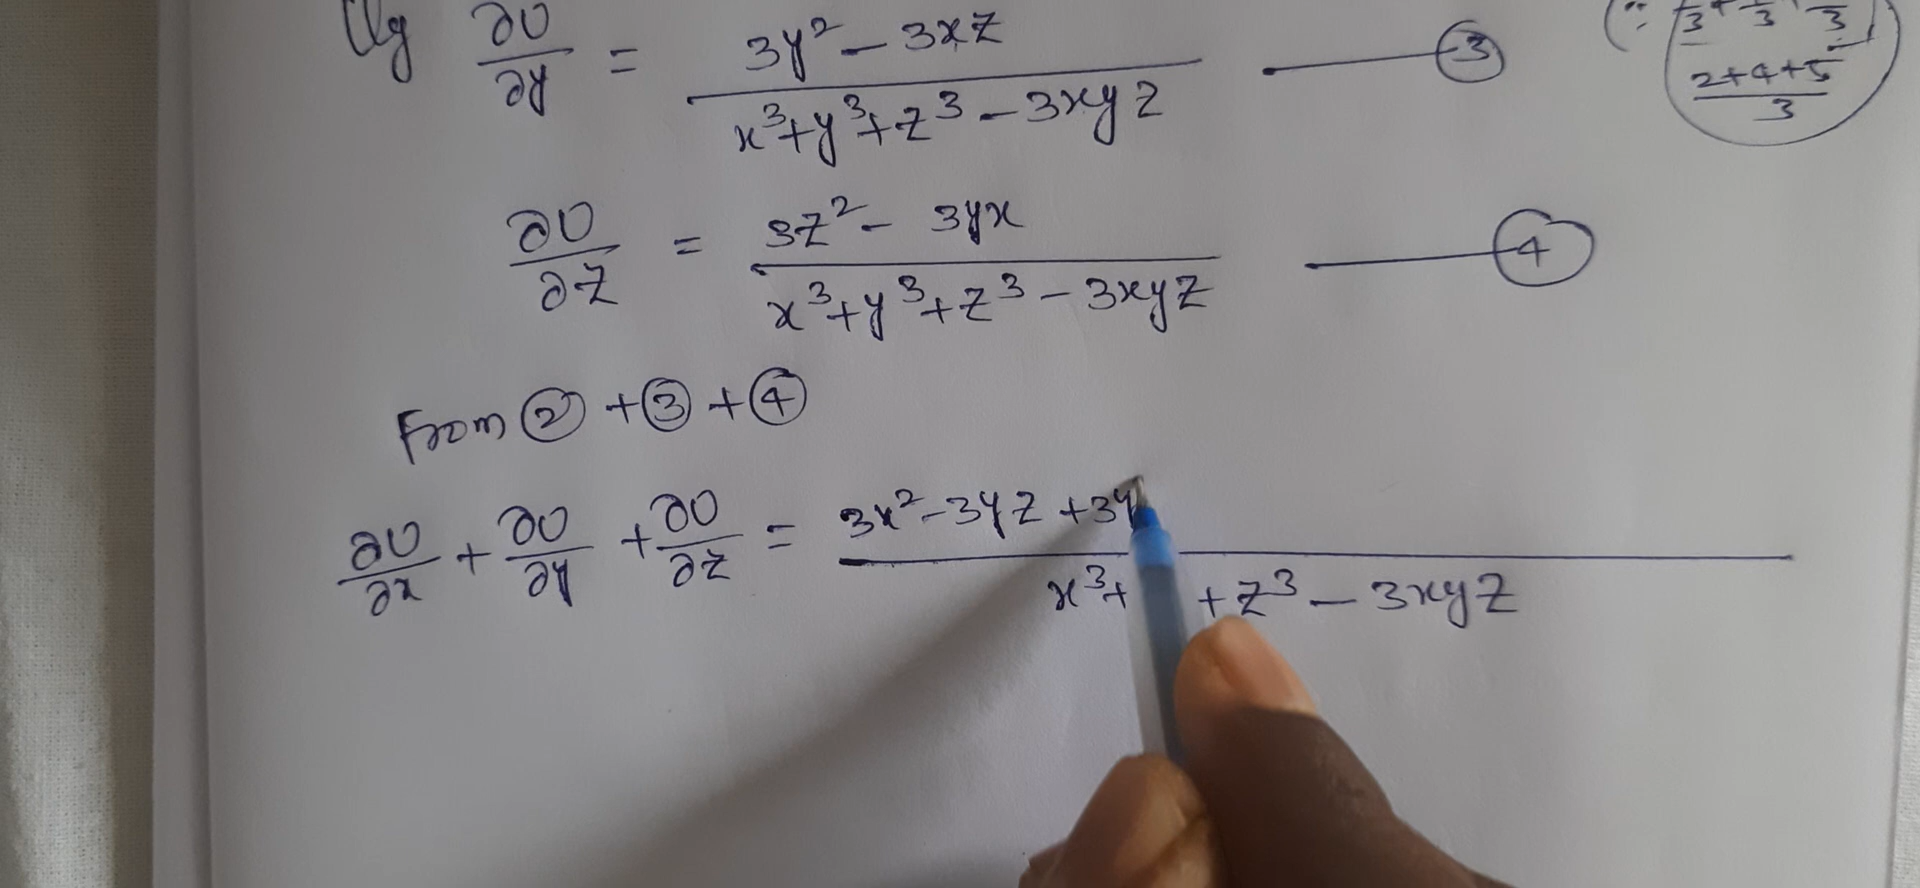 lly ∂U/∂y = (3y² - 3xz)/(x³+y³+z³-3xyz) — ③
2+4+5/3
∂U/∂z = (3z² - 3yx)/(x³+y³+z³-3xyz) — ④
From ② + ③ + ④
∂U/∂x + ∂U/∂y + ∂U/∂z = 3x²-3yz+3y
x³+ +z³-3xyz